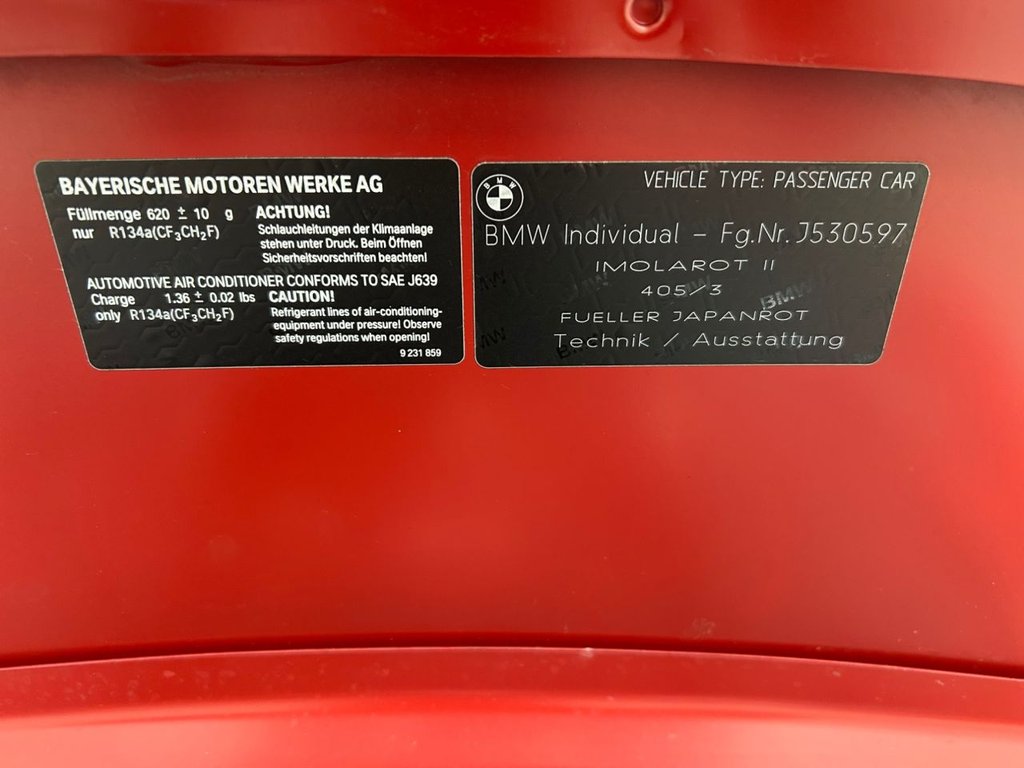 BAYERISCHE MOTOREN WERKE AG
Füllmenge 620 ± 10 g
nur R134a(CF₃CH₂F)
ACHTUNG!
Schlauchleitungen der Klimaanlage
stehen unter Druck. Beim Öffnen
Sicherheitsvorschriften beachten!
AUTOMOTIVE AIR CONDITIONER CONFORMS TO SAE J639
Charge 1.36 ± 0.02 lbs
only R134a(CF₃CH₂F)
CAUTION!
Refrigerant lines of air-conditioning-
equipment under pressure! Observe
safety regulations when opening!
9 231 859
BMW
VEHICLE TYPE: PASSENGER CAR
BMW Individual - Fg.Nr. J530597
IMOLAROT II
405/3
FUELLER JAPANROT
Technik / Ausstattung